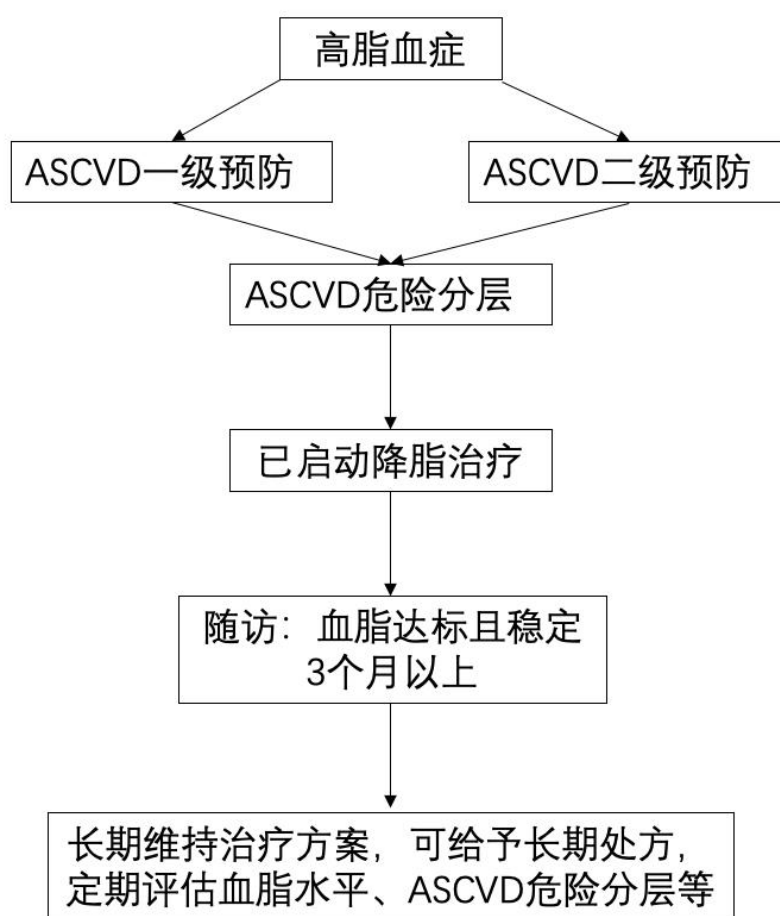 高脂血症
ASCVD一级预防
ASCVD二级预防
ASCVD危险分层
已启动降脂治疗
随访：血脂达标且稳定
3个月以上
长期维持治疗方案，可给予长期处方，
定期评估血脂水平、ASCVD危险分层等